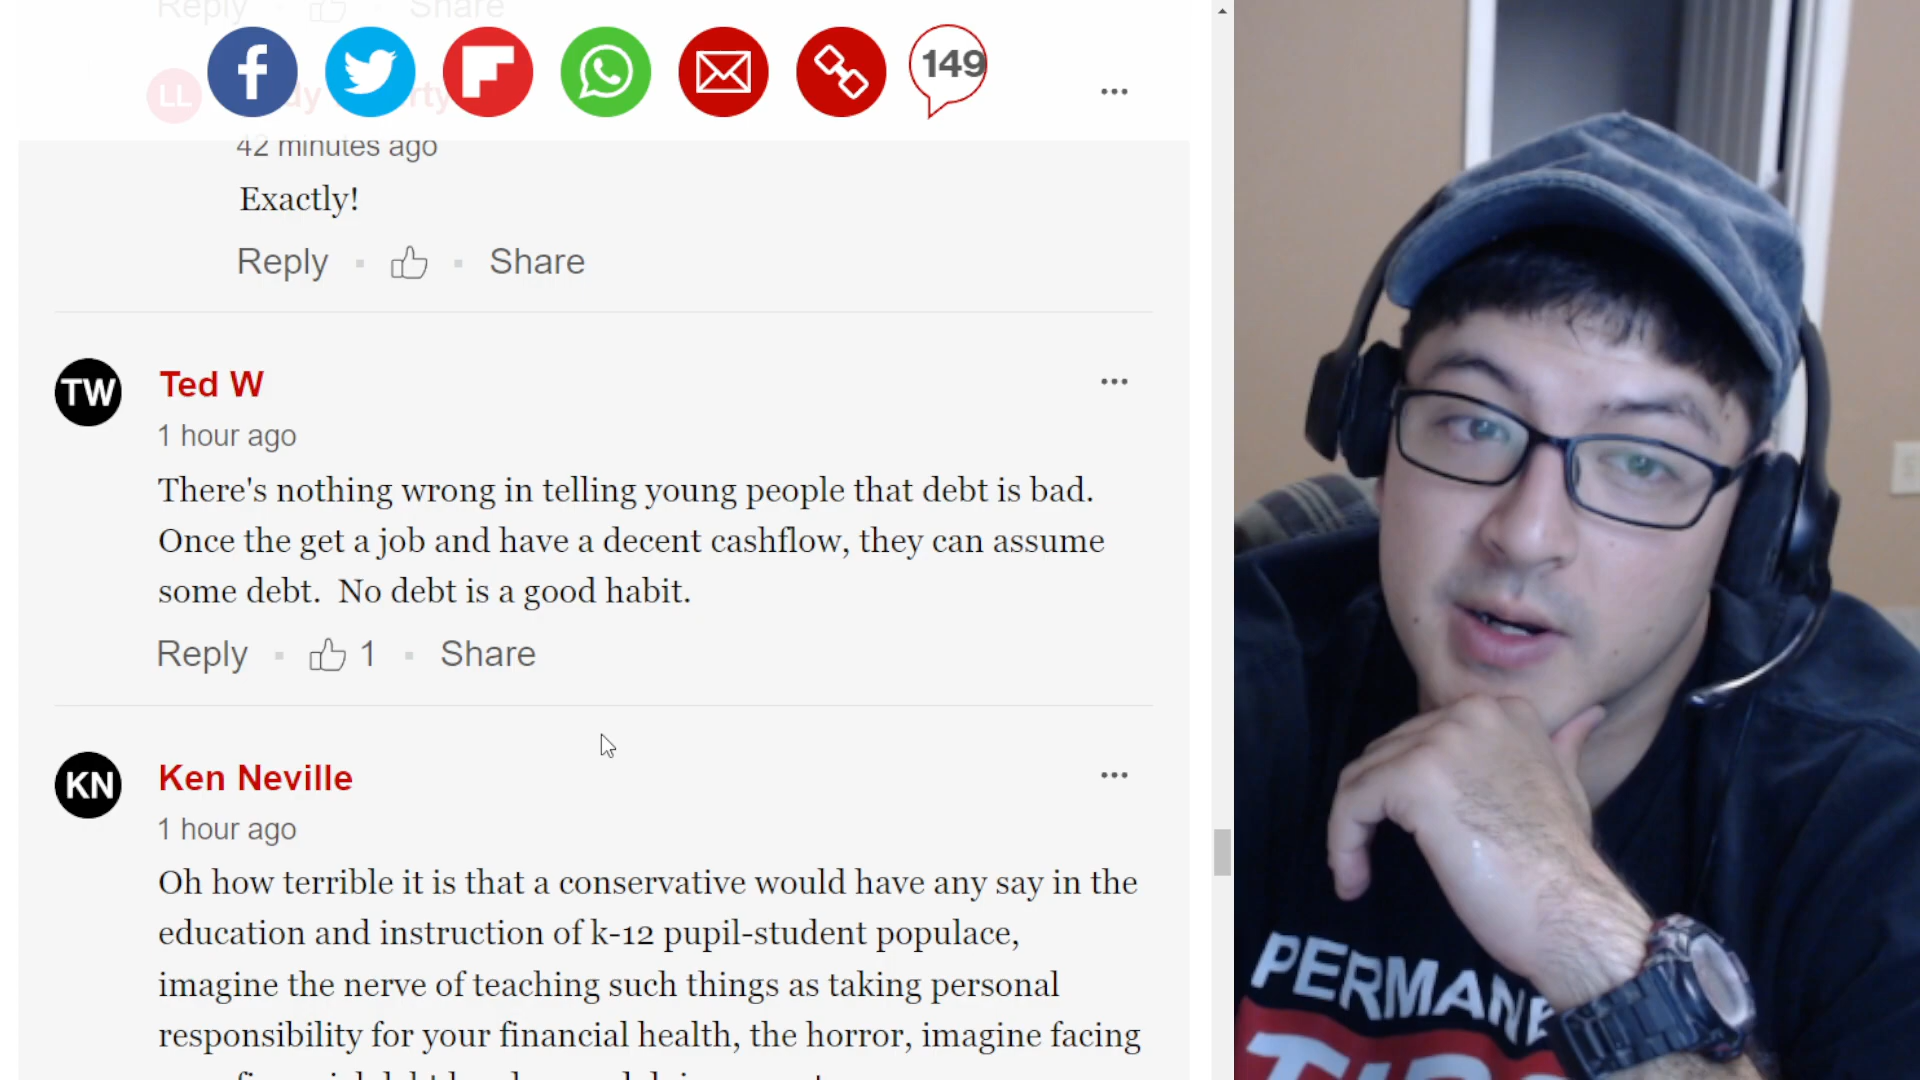 Reply Share
LL
149
42 minutes ago
Exactly!
Reply Share
TW
Ted W
1 hour ago
There's nothing wrong in telling young people that debt is bad.
Once the get a job and have a decent cashflow, they can assume
some debt.  No debt is a good habit.
Reply 1 Share
KN
Ken Neville
1 hour ago
Oh how terrible it is that a conservative would have any say in the
education and instruction of k-12 pupil-student populace,
imagine the nerve of teaching such things as taking personal
responsibility for your financial health, the horror, imagine facing